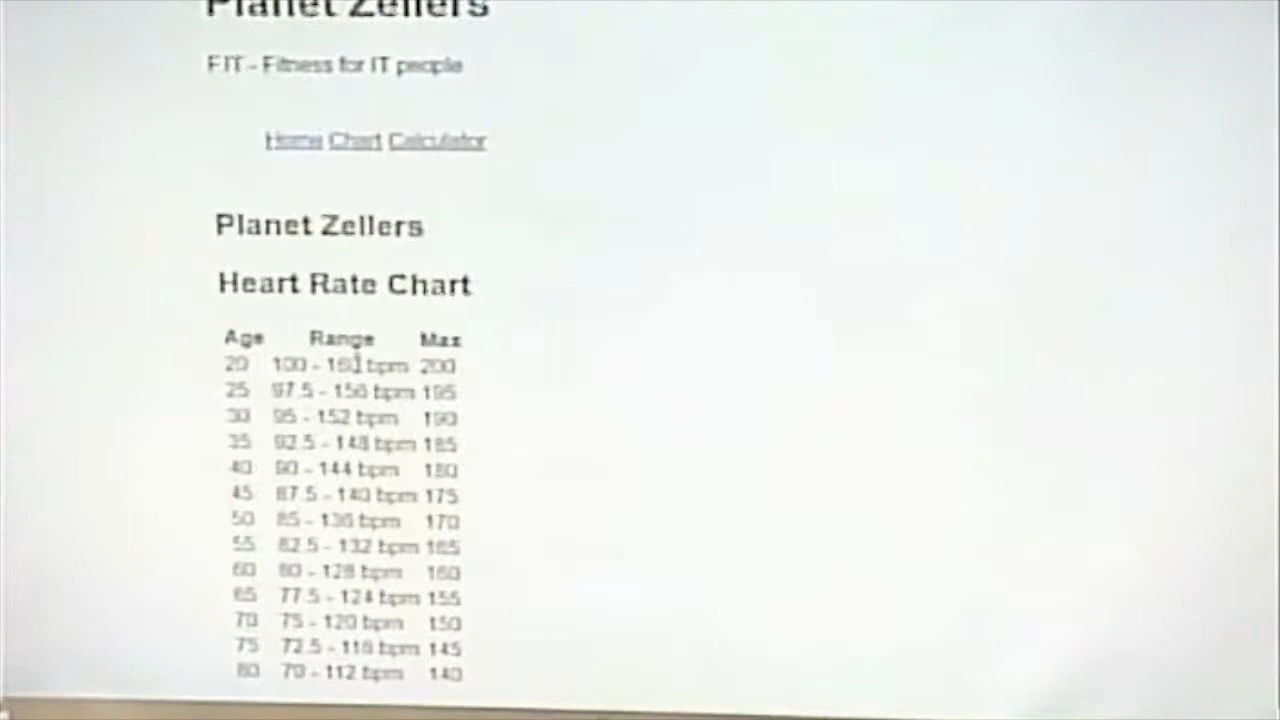 Planet Zellers
FIT - Fitness for IT people
Home Chart Calculator
Planet Zellers
Heart Rate Chart
Age Range Max
20 100 - 160 bpm 200
25 97.5 - 156 bpm 195
30 95 - 152 bpm 190
35 92.5 - 148 bpm 185
40 90 - 144 bpm 180
45 87.5 - 140 bpm 175
50 85 - 136 bpm 170
55 82.5 - 132 bpm 165
60 80 - 128 bpm 160
65 77.5 - 124 bpm 155
70 75 - 120 bpm 150
75 72.5 - 116 bpm 145
80 70 - 112 bpm 140